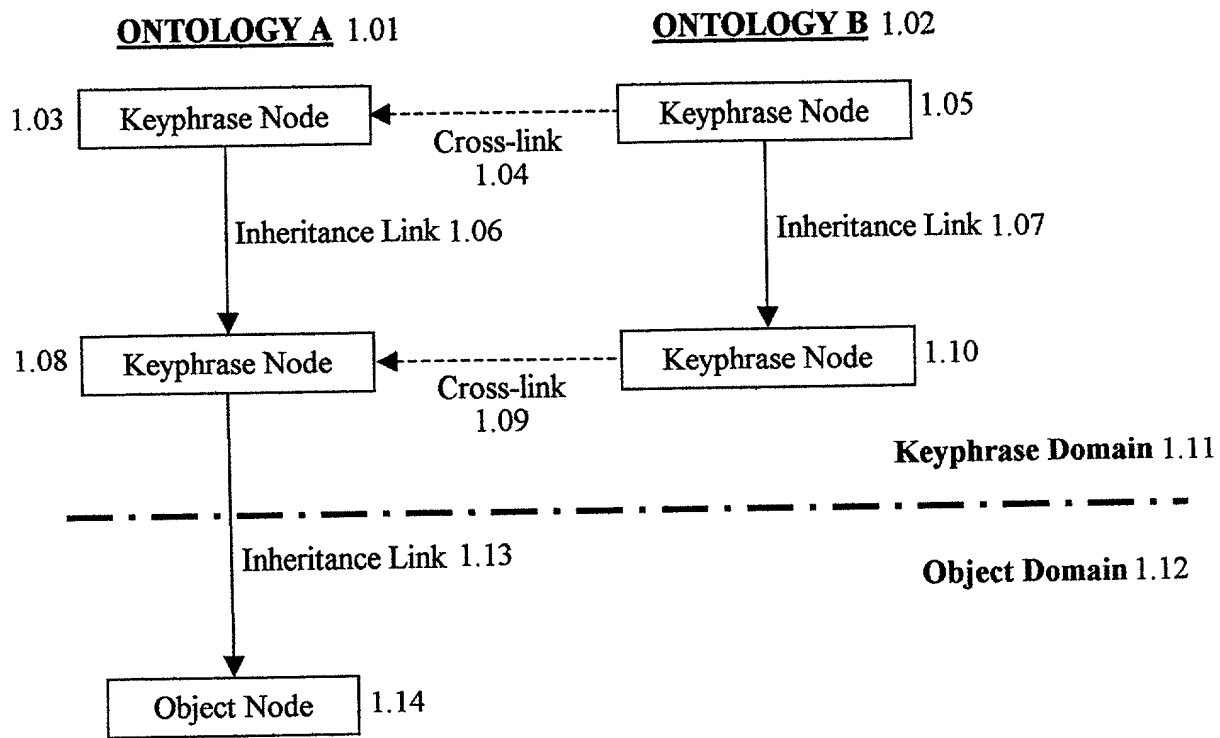 ONTOLOGY A 1.01
ONTOLOGY B 1.02
1.03
Keyphrase Node
Cross-link
1.04
Keyphrase Node
1.05
Inheritance Link 1.06
Inheritance Link 1.07
1.08
Keyphrase Node
Cross-link
1.09
Keyphrase Node
1.10
Keyphrase Domain 1.11
Inheritance Link 1.13
Object Domain 1.12
Object Node
1.14